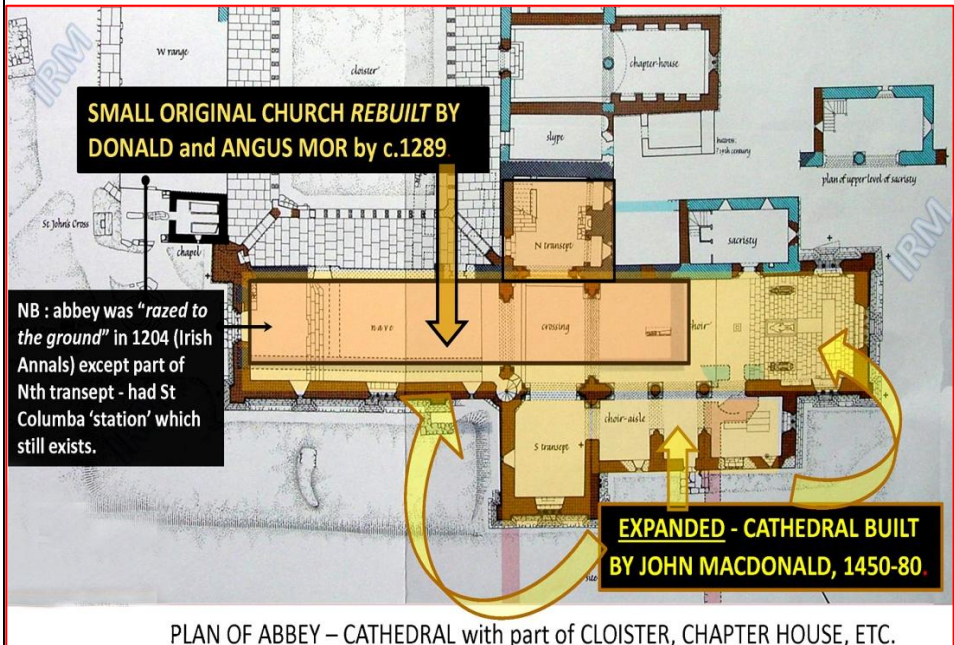 W range
cloister
chapter-house
SMALL ORIGINAL CHURCH REBUILT BY
DONALD and ANGUS MOR by c.1289.
slype
plan of upper level of sacristy
St John's Cross
chapel
N transept
sacristy
NB : abbey was "razed to
the ground" in 1204 (Irish
Annals) except part of
Nth transept - had St
Columba 'station' which
still exists.
nave
crossing
choir
S transept
choir-aisle
EXPANDED - CATHEDRAL BUILT
BY JOHN MACDONALD, 1450-80.
PLAN OF ABBEY – CATHEDRAL with part of CLOISTER, CHAPTER HOUSE, ETC.
IRM
IRM
IRM